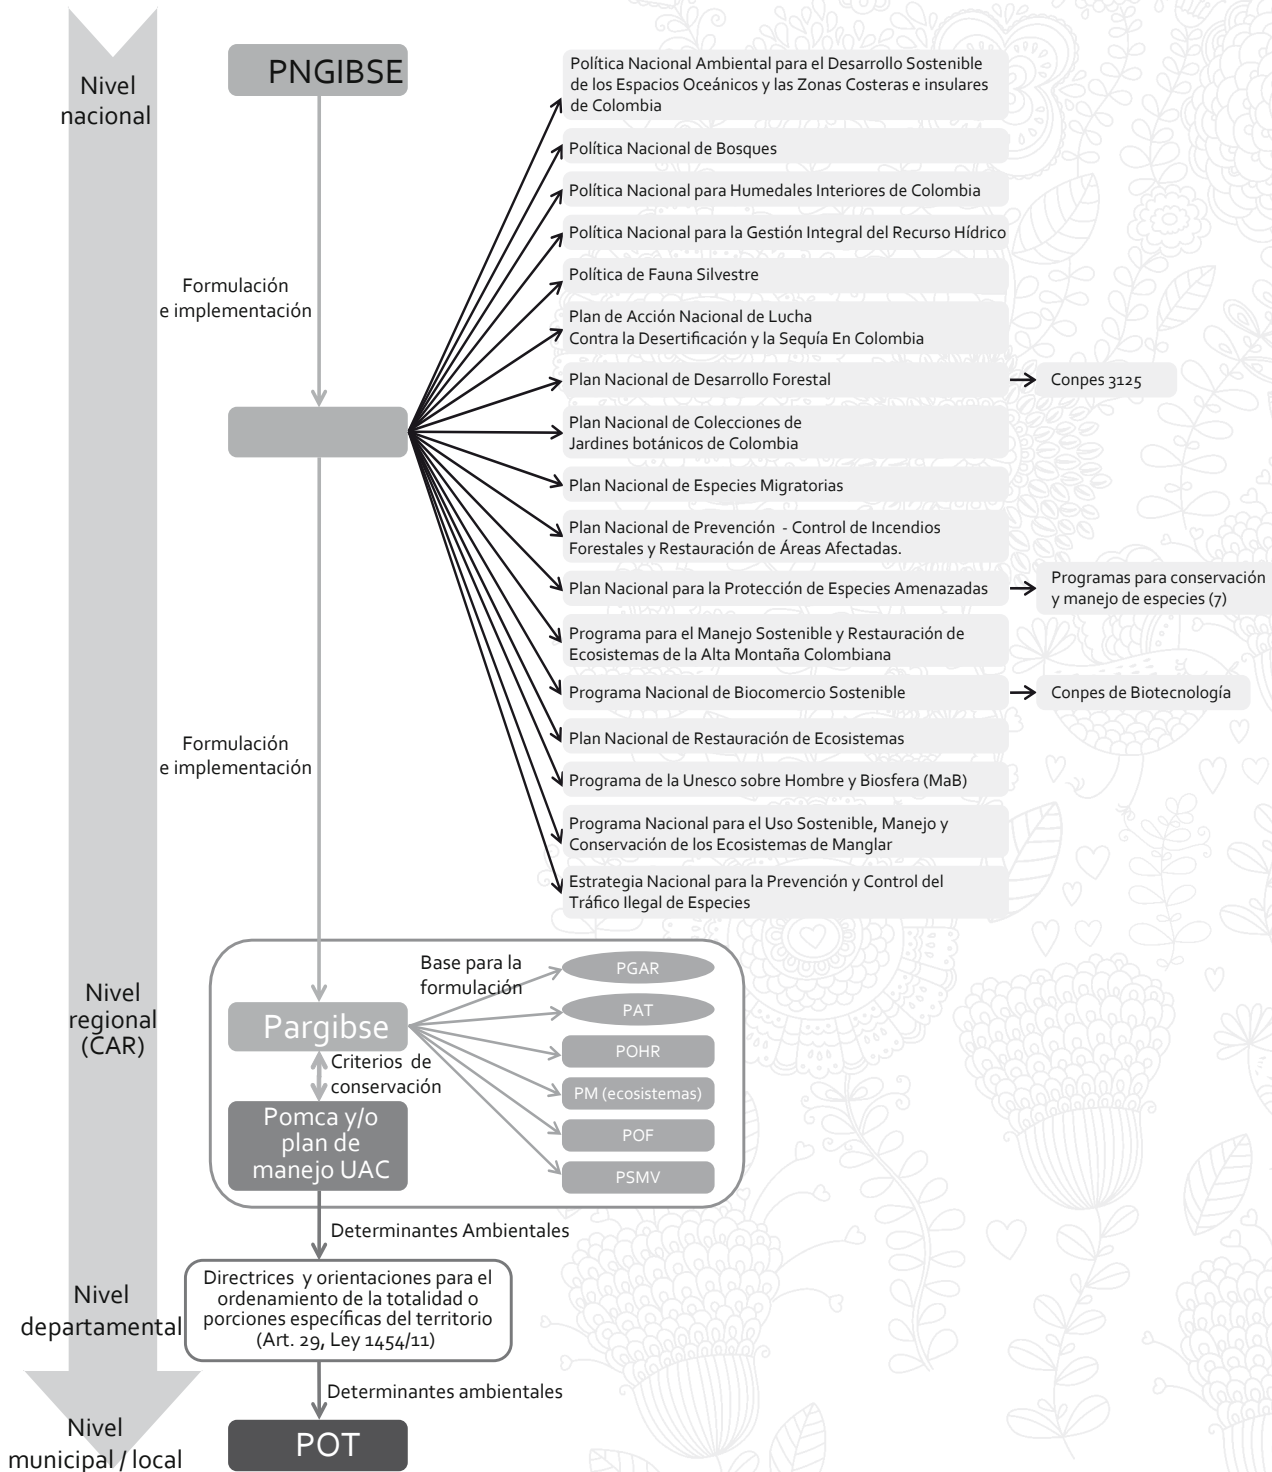 Nivel
nacional
PNGIBSE
Formulación
e implementación
Política Nacional Ambiental para el Desarrollo Sostenible
de los Espacios Oceánicos y las Zonas Costeras e insulares
de Colombia
Política Nacional de Bosques
Política Nacional para Humedales Interiores de Colombia
Política Nacional para la Gestión Integral del Recurso Hídrico
Política de Fauna Silvestre
Plan de Acción Nacional de Lucha
Contra la Desertificación y la Sequía En Colombia
Plan Nacional de Desarrollo Forestal
Conpes 3125
Plan Nacional de Colecciones de
Jardines botánicos de Colombia
Plan Nacional de Especies Migratorias
Plan Nacional de Prevención - Control de Incendios
Forestales y Restauración de Áreas Afectadas.
Plan Nacional para la Protección de Especies Amenazadas
Programas para conservación
y manejo de especies (7)
Programa para el Manejo Sostenible y Restauración de
Ecosistemas de la Alta Montaña Colombiana
Programa Nacional de Biocomercio Sostenible
Conpes de Biotecnología
Plan Nacional de Restauración de Ecosistemas
Programa de la Unesco sobre Hombre y Biosfera (MaB)
Programa Nacional para el Uso Sostenible, Manejo y
Conservación de los Ecosistemas de Manglar
Estrategia Nacional para la Prevención y Control del
Tráfico Ilegal de Especies
Formulación
e implementación
Nivel
regional
(CAR)
Pargibse
Base para la
formulación
PGAR
PAT
POHR
PM (ecosistemas)
POF
PSMV
Criterios de
conservación
Pomca y/o
plan de
manejo UAC
Determinantes Ambientales
Nivel
departamental
Directrices y orientaciones para el
ordenamiento de la totalidad o
porciones específicas del territorio
(Art. 29, Ley 1454/11)
Determinantes ambientales
Nivel
municipal / local
POT